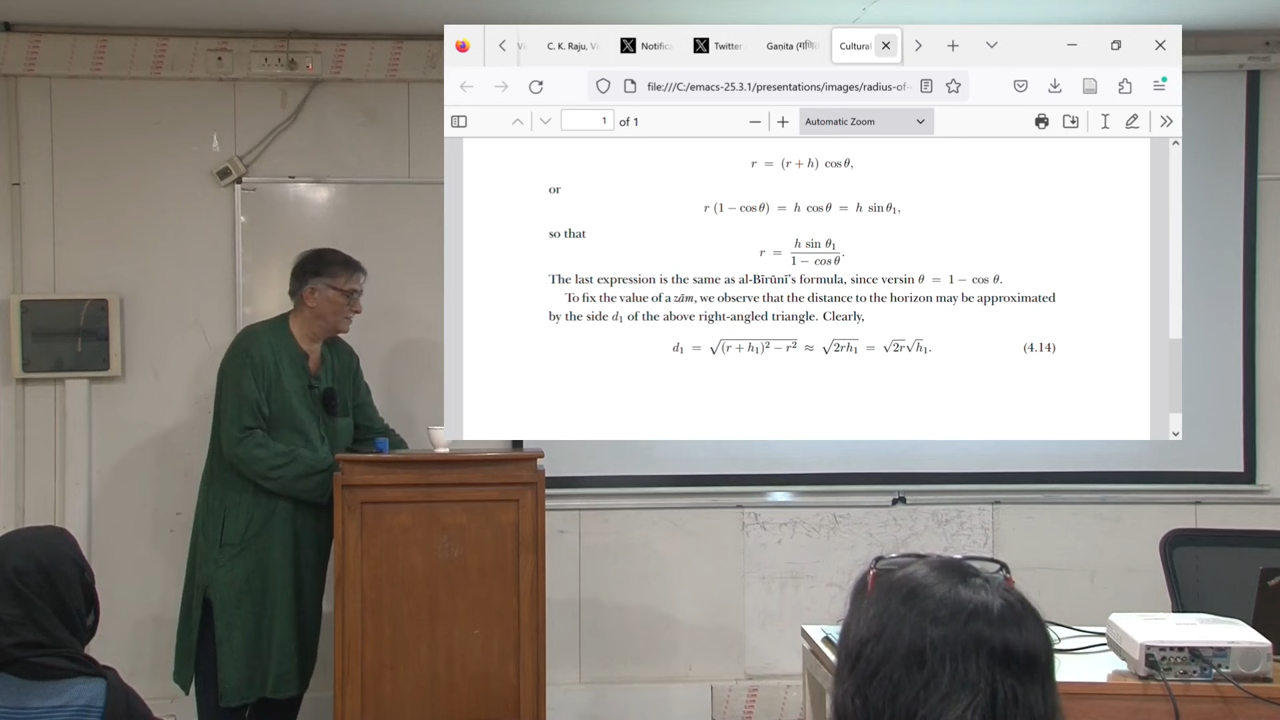 C. K. Raju, Vi
Notific
Twitter
Gaṇita (गणि
Cultural
file:///C:/emacs-25.3.1/presentations/images/radius-of-
1 of 1
Automatic Zoom
r = (r + h) cos θ,
or
r (1 − cos θ) = h cos θ = h sin θ₁,
so that
r = h sin θ₁ / 1 − cos θ.
The last expression is the same as al-Bīrūnī's formula, since versin θ = 1 − cos θ.
To fix the value of a zām, we observe that the distance to the horizon may be approximated
by the side d₁ of the above right-angled triangle. Clearly,
d₁ = √(r + h₁)² − r² ≈ √2rh₁ = √2r√h₁. (4.14)